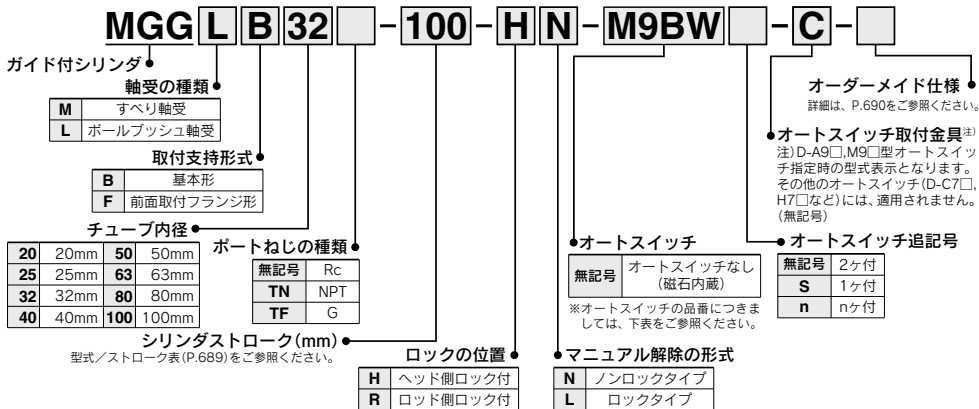 MGG L B 32 □ - 100 - H N - M9BW □ - C - □
ガイド付シリンダ
軸受の種類
M すべり軸受
L ボールブッシュ軸受
取付支持形式
B 基本形
F 前面取付フランジ形
チューブ内径
20 20mm 50 50mm
25 25mm 63 63mm
32 32mm 80 80mm
40 40mm 100 100mm
ポートねじの種類
無記号 Rc
TN NPT
TF G
シリンダストローク(mm)
型式/ストローク表(P.689)をご参照ください。
ロックの位置
H ヘッド側ロック付
R ロッド側ロック付
マニュアル解除の形式
N ノンロックタイプ
L ロックタイプ
オートスイッチ
無記号 オートスイッチなし
(磁石内蔵)
※オートスイッチの品番につきま
しては、下表をご参照ください。
オートスイッチ追記号
無記号 2ヶ付
S 1ヶ付
n nヶ付
オートスイッチ取付金具注)
注)D-A9□,M9□型オートスイッ
チ指定時の型式表示となります。
その他のオートスイッチ(D-C7□,
H7□など)には、適用されません。
(無記号)
オーダーメイド仕様
詳細は、P.690をご参照ください。